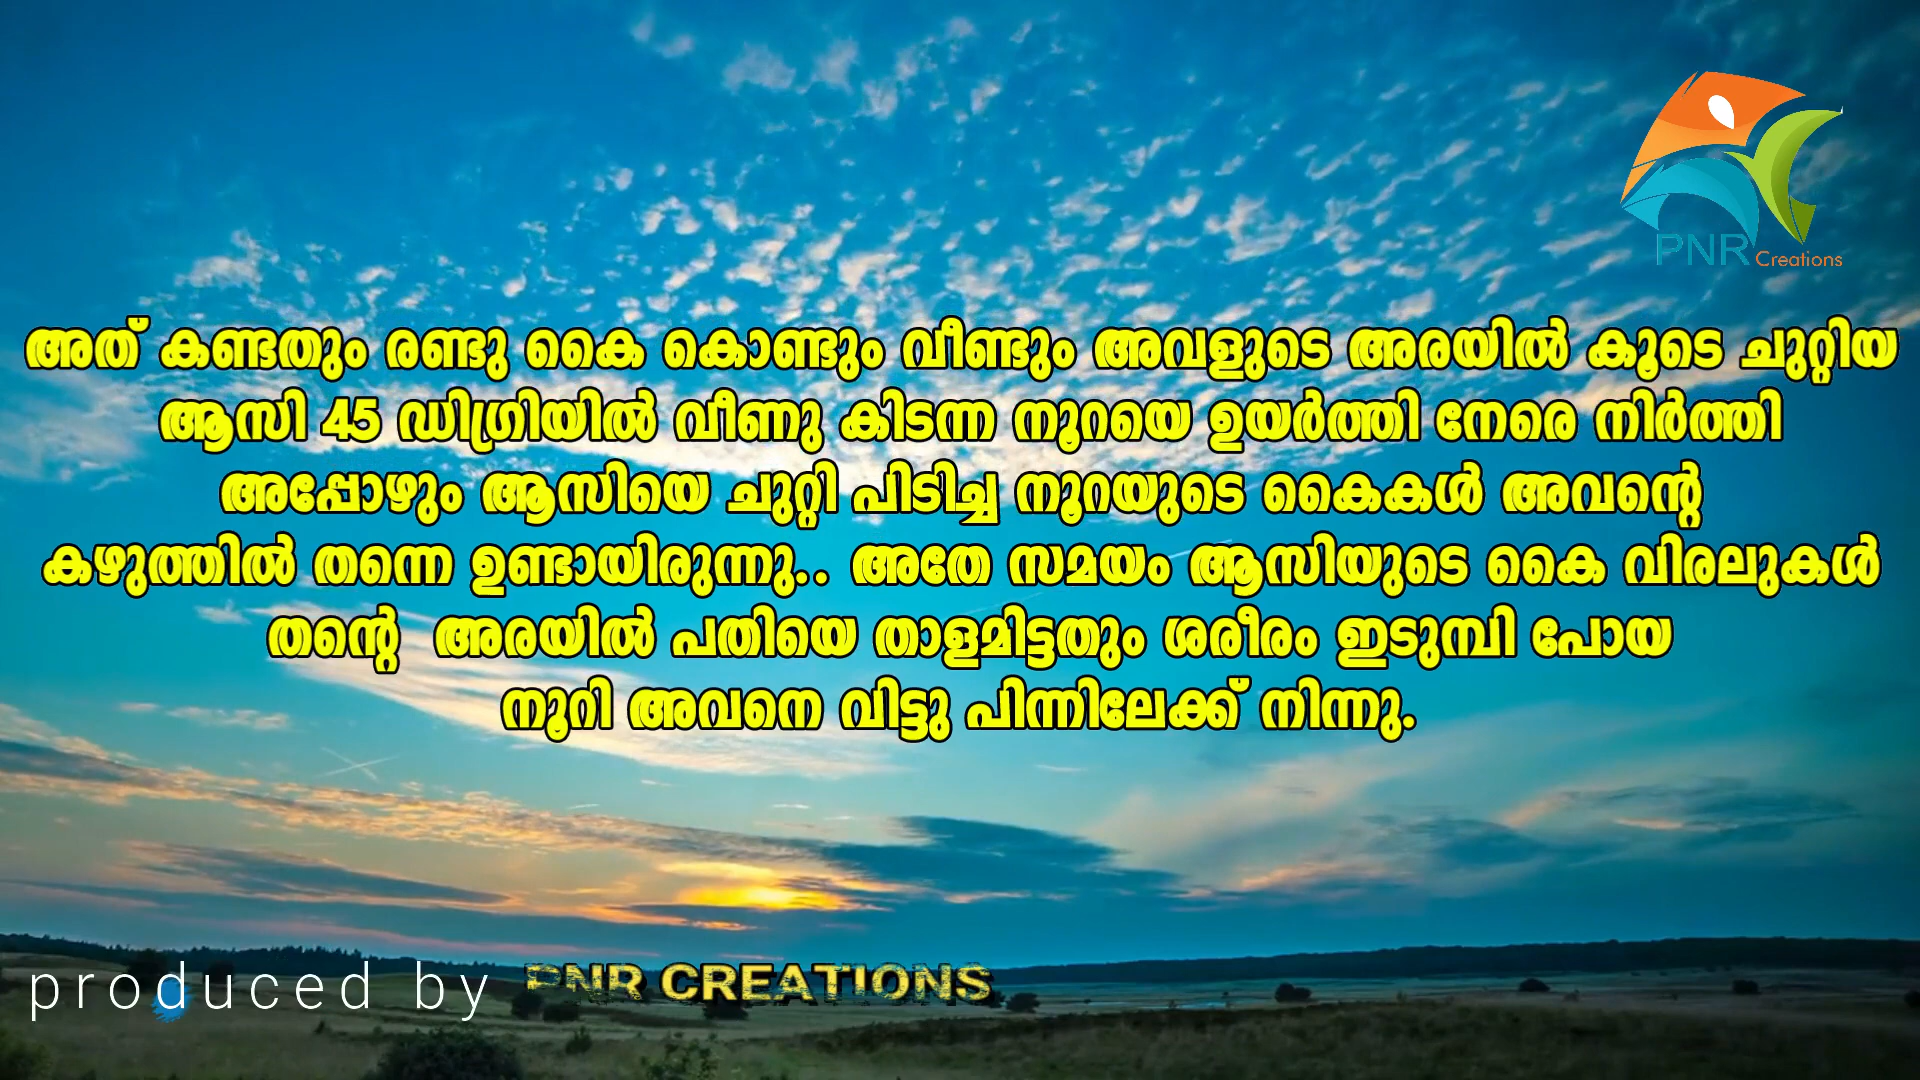 PNR Creations
അത് കണ്ടതും രണ്ടു കൈ കൊണ്ടും വീണ്ടും അവളുടെ അരയിൽ കൂടെ ചുറ്റിയ
ആസി 45 ഡിഗ്രിയിൽ വീണു കിടന്ന നൂറയെ ഉയർത്തി നേരെ നിർത്തി
അപ്പോഴും ആസിയെ ചുറ്റി പിടിച്ച നൂറയുടെ കൈകൾ അവന്റെ
കഴുത്തിൽ തന്നെ ഉണ്ടായിരുന്നു.. അതേ സമയം ആസിയുടെ കൈ വിരലുകൾ
തന്റെ അരയിൽ പതിയെ താളമിട്ടതും ശരീരം ഇടുമ്പി പോയ
നൂറി അവനെ വിട്ടു പിന്നിലേക്ക് നിന്നു.
produced by PNR CREATIONS